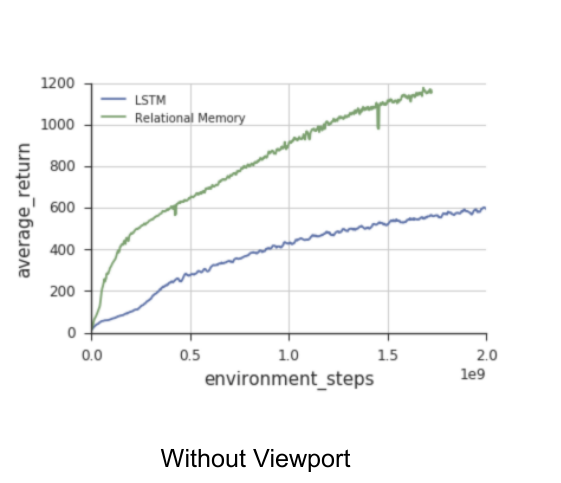 1200
1000
800
600
400
200
0
average_return
LSTM
Relational Memory
0.0 0.5 1.0 1.5 2.0
1e9
environment_steps
Without Viewport